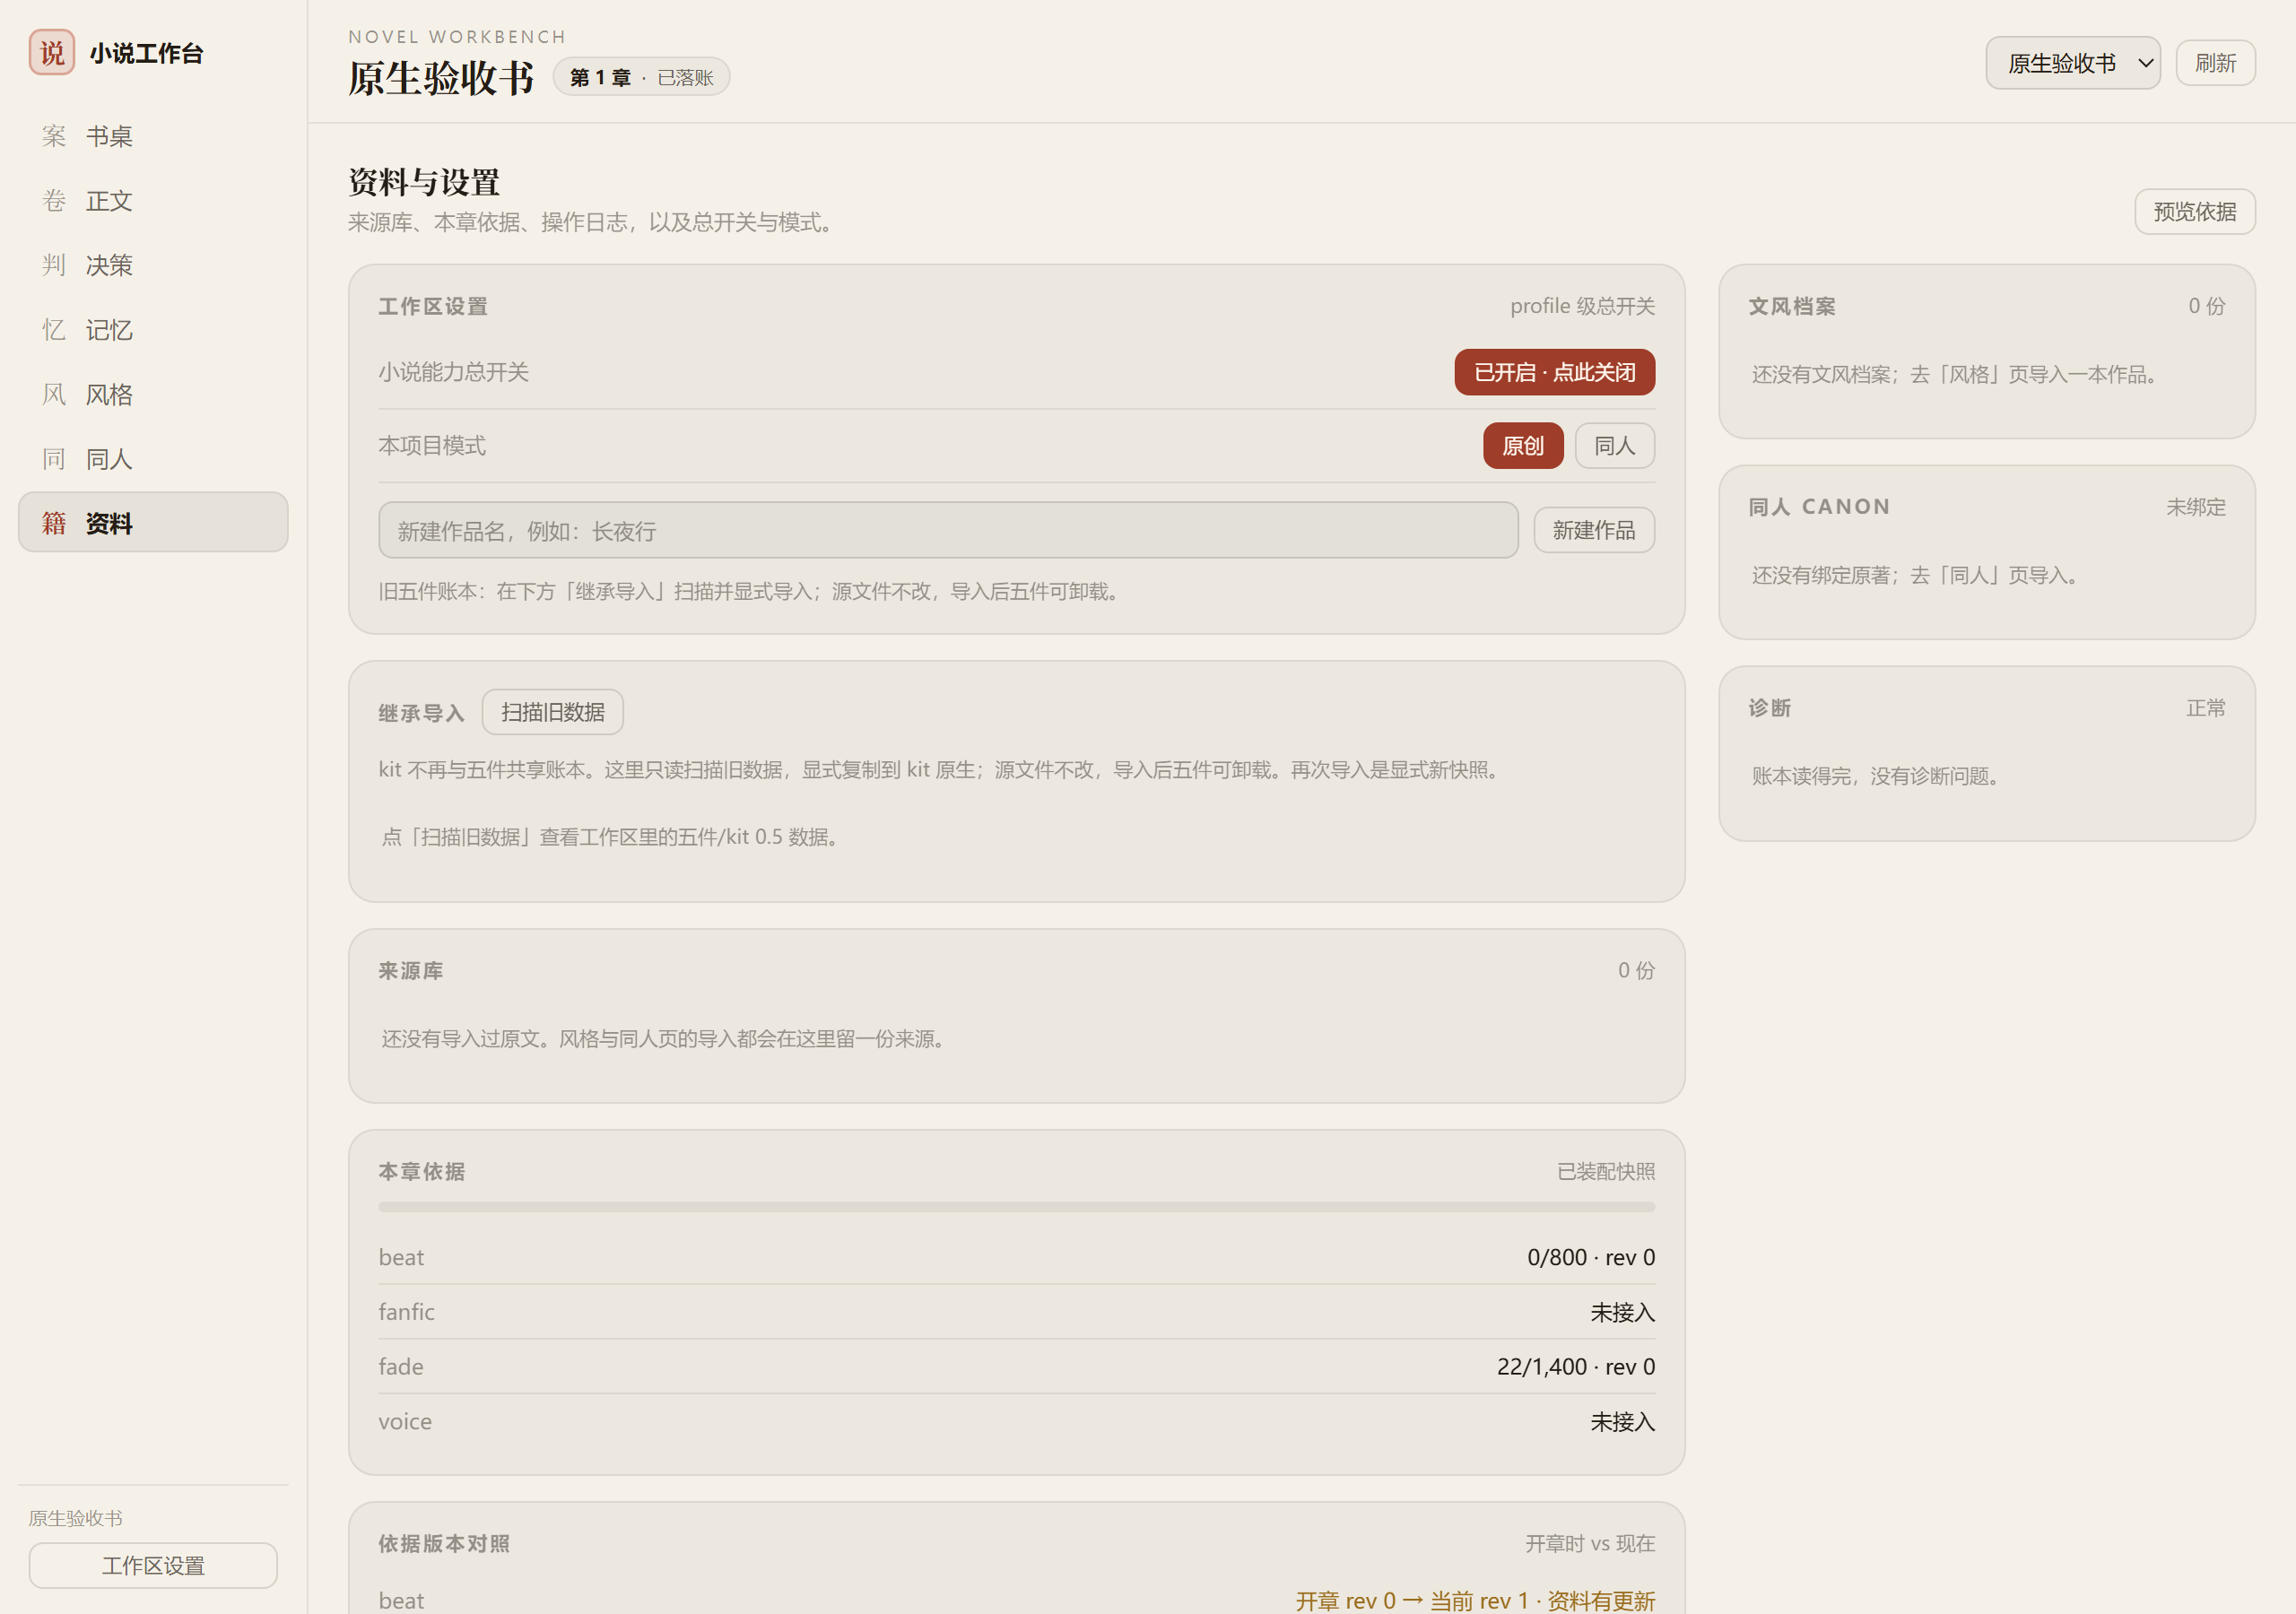 说 小说工作台
案 书桌
卷 正文
判 决策
忆 记忆
风 风格
同 同人
籍 资料
原生验收书
工作区设置
NOVEL WORKBENCH
原生验收书 第 1 章 · 已落账
原生验收书 刷新
资料与设置
来源库、本章依据、操作日志，以及总开关与模式。
预览依据
工作区设置 profile 级总开关
小说能力总开关 已开启 · 点此关闭
本项目模式 原创 同人
新建作品名，例如：长夜行 新建作品
旧五件账本：在下方「继承导入」扫描并显式导入；源文件不改，导入后五件可卸载。
继承导入 扫描旧数据
kit 不再与五件共享账本。这里只读扫描旧数据，显式复制到 kit 原生；源文件不改，导入后五件可卸载。再次导入是显式新快照。
点「扫描旧数据」查看工作区里的五件/kit 0.5 数据。
来源库 0 份
还没有导入过原文。风格与同人页的导入都会在这里留一份来源。
本章依据 已装配快照
beat 0/800 · rev 0
fanfic 未接入
fade 22/1,400 · rev 0
voice 未接入
依据版本对照 开章时 vs 现在
beat 开章 rev 0 → 当前 rev 1 · 资料有更新
文风档案 0 份
还没有文风档案；去「风格」页导入一本作品。
同人 CANON 未绑定
还没有绑定原著；去「同人」页导入。
诊断 正常
账本读得完，没有诊断问题。